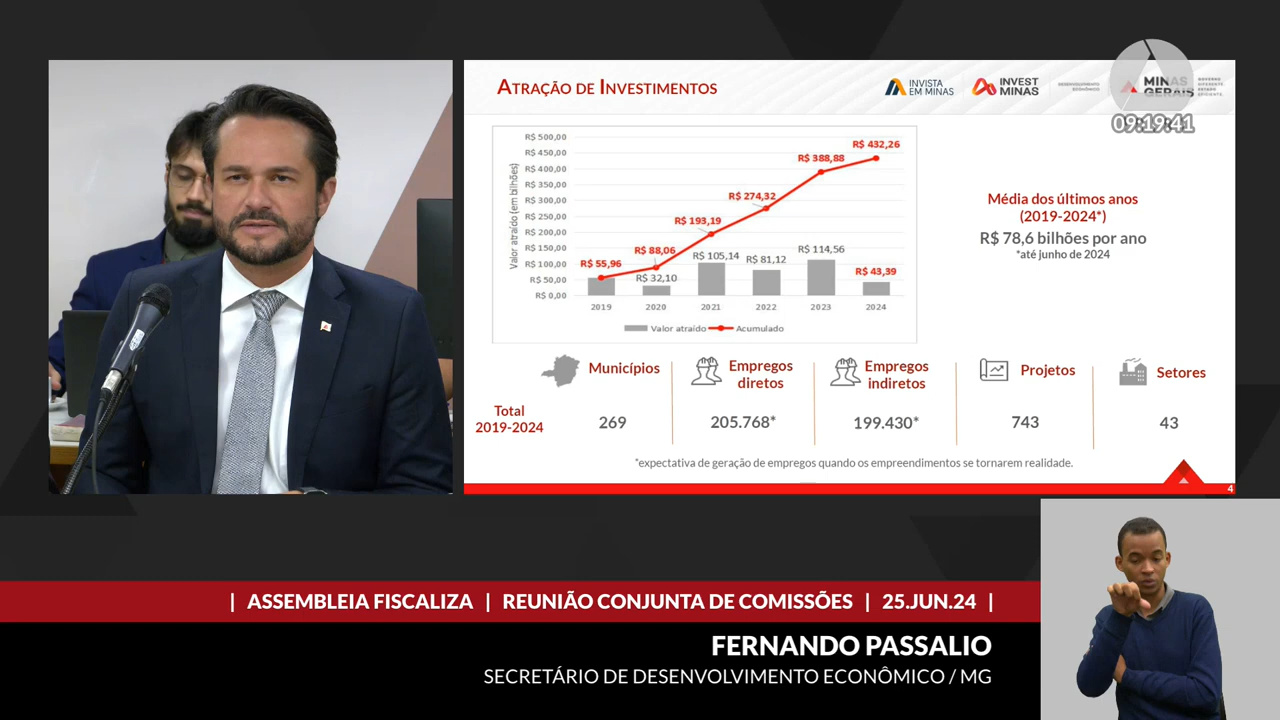 ATRAÇÃO DE INVESTIMENTOS
INVISTA
EM MINAS
INVEST
MINAS
DESENVOLVIMENTO
ECONÔMICO
MINAS
GERAIS
GOVERNO
DIFERENTE.
ESTADO
EFICIENTE.
09:19:41
Valor atraído (em bilhões)
R$ 500,00
R$ 450,00
R$ 400,00
R$ 350,00
R$ 300,00
R$ 250,00
R$ 200,00
R$ 150,00
R$ 100,00
R$ 50,00
R$ 0,00
R$ 55,96
R$ 88,06
R$ 193,19
R$ 274,32
R$ 388,88
R$ 432,26
R$ 32,10
R$ 105,14
R$ 81,12
R$ 114,56
R$ 43,39
2019 2020 2021 2022 2023 2024
Valor atraído Acumulado
Média dos últimos anos
(2019-2024*)
R$ 78,6 bilhões por ano
*até junho de 2024
Municípios
Empregos
diretos
Empregos
indiretos
Projetos
Setores
Total
2019-2024
269
205.768*
199.430*
743
43
*expectativa de geração de empregos quando os empreendimentos se tornarem realidade.
4
| ASSEMBLEIA FISCALIZA | REUNIÃO CONJUNTA DE COMISSÕES | 25.JUN.24 |
FERNANDO PASSALIO
SECRETÁRIO DE DESENVOLVIMENTO ECONÔMICO / MG